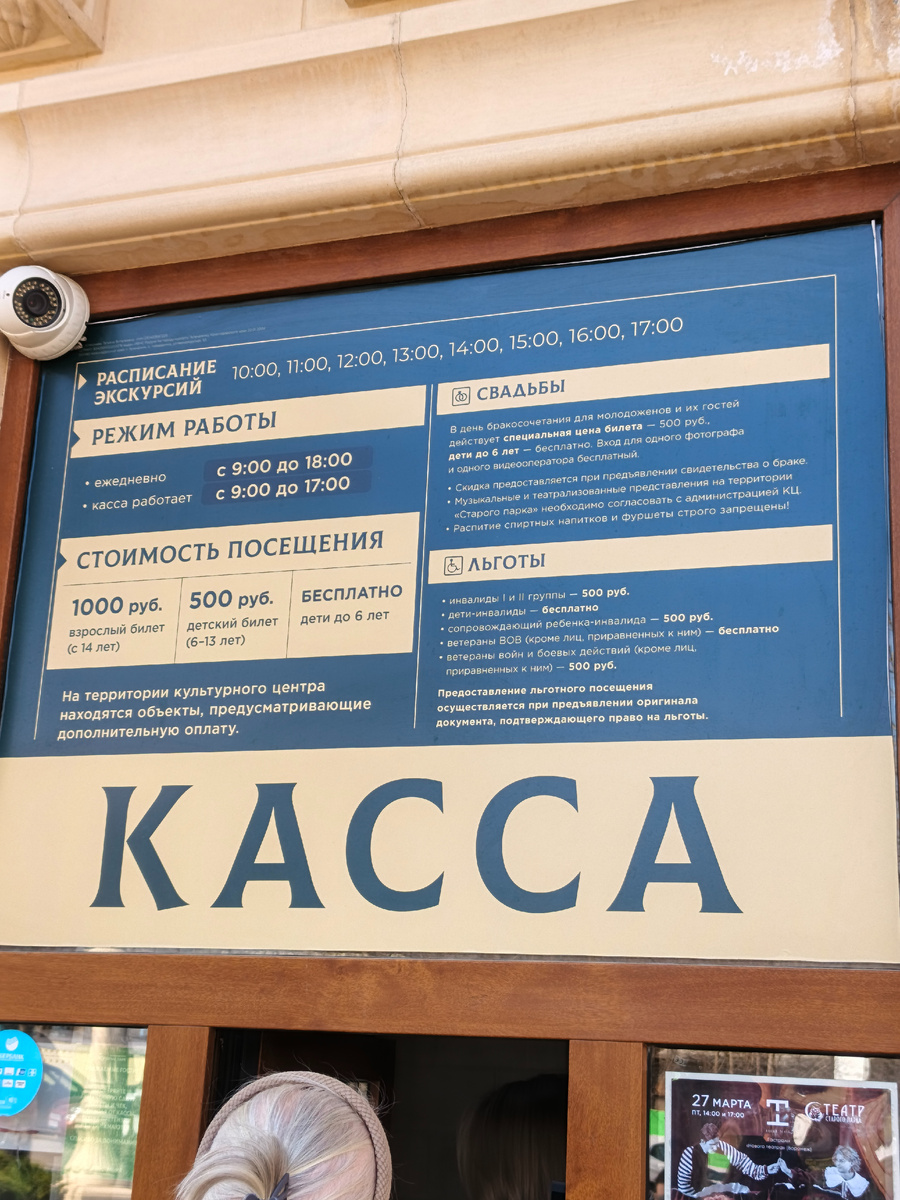 РАСПИСАНИЕ
ЭКСКУРСИЙ
10:00, 11:00, 12:00, 13:00, 14:00, 15:00, 16:00, 17:00
РЕЖИМ РАБОТЫ
• ежедневно с 9:00 до 18:00
• касса работает с 9:00 до 17:00
СТОИМОСТЬ ПОСЕЩЕНИЯ
1000 руб.
взрослый билет
(с 14 лет)
500 руб.
детский билет
(6–13 лет)
БЕСПЛАТНО
дети до 6 лет
На территории культурного центра
находятся объекты, предусматривающие
дополнительную оплату.
СВАДЬБЫ
В день бракосочетания для молодоженов и их гостей
действует специальная цена билета — 500 руб.,
дети до 6 лет — бесплатно. Вход для одного фотографа
и одного видеооператора бесплатный.
• Скидка предоставляется при предъявлении свидетельства о браке.
• Музыкальные и театрализованные представления на территории
«Старого парка» необходимо согласовать с администрацией КЦ.
• Распитие спиртных напитков и фуршеты строго запрещены!
ЛЬГОТЫ
• инвалиды I и II группы — 500 руб.
• дети-инвалиды — бесплатно
• сопровождающий ребенка-инвалида — 500 руб.
• ветераны ВОВ (кроме лиц, приравненных к ним) — бесплатно
• ветераны войн и боевых действий (кроме лиц,
приравненных к ним) — 500 руб.
Предоставление льготного посещения
осуществляется при предъявлении оригинала
документа, подтверждающего право на льготы.
КАССА
27 МАРТА
ПТ, 14:00 и 17:00
ТЕАТР
СТАРОГО ПАРКА